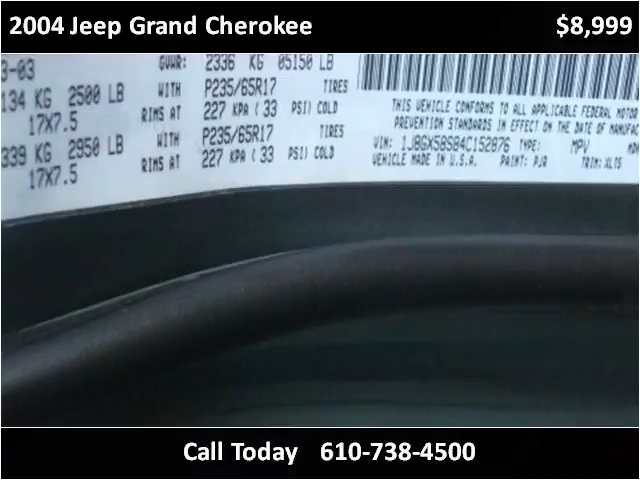 2004 Jeep Grand Cherokee $8,999
3-03 GVWR: 2336 KG 05150 LB
134 KG 2500 LB WITH P235/65R17 TIRES
17X7.5 RIMS AT 227 KPA ( 33 PSI) COLD
339 KG 2950 LB WITH P235/65R17 TIRES
17X7.5 RIMS AT 227 KPA ( 33 PSI) COLD
THIS VEHICLE CONFORMS TO ALL APPLICABLE FEDERAL MOTOR
PREVENTION STANDARDS IN EFFECT ON THE DATE OF MANUFA
VIN: 1J8GX58S84C152876 TYPE: MPV
VEHICLE MADE IN U.S.A. PAINT: PJR TRIM: XLTS
Call Today 610-738-4500